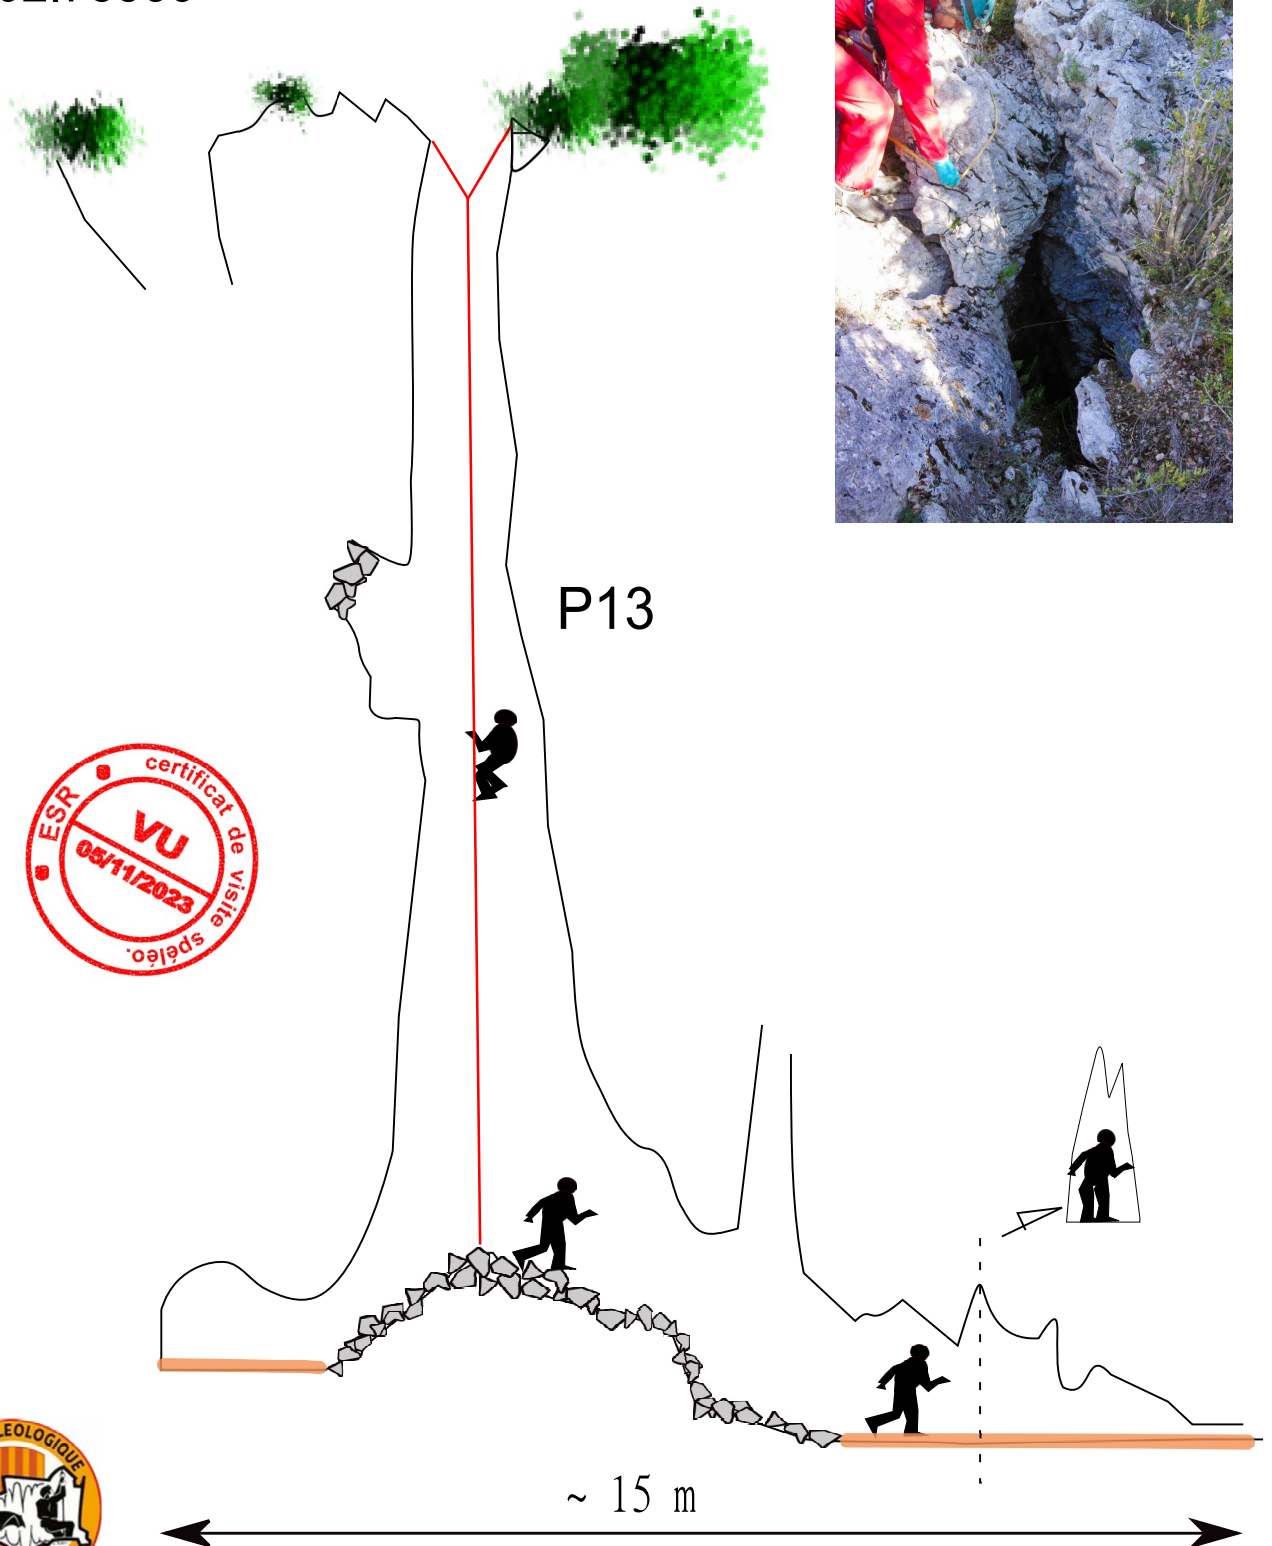 P13
ESR
certificat de visite spéléo.
VU
05/11/2023
~ 15 m